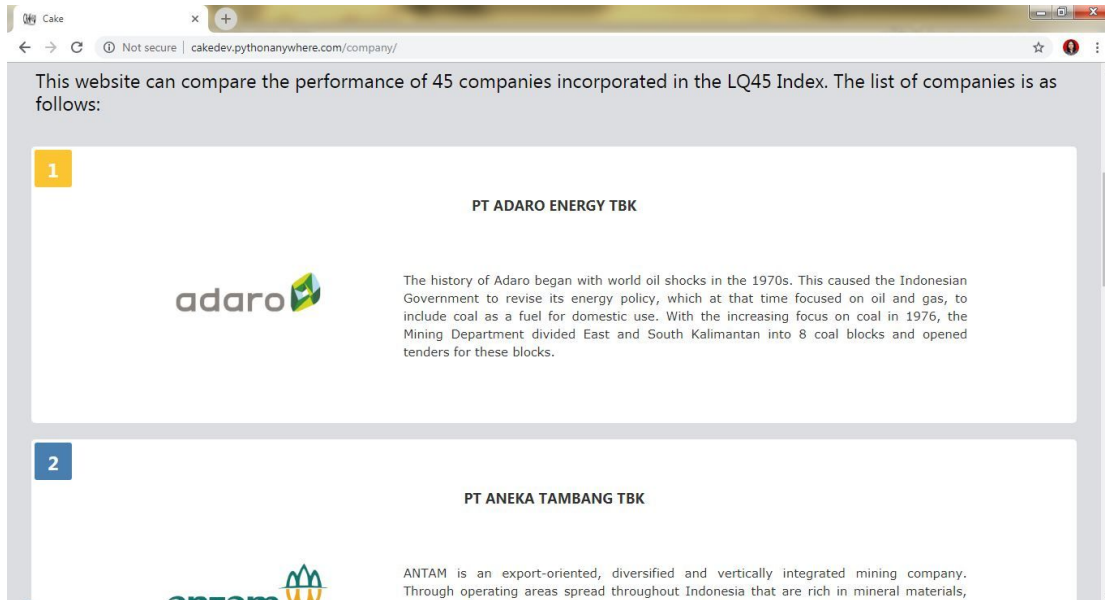 Cake
Not secure | cakedev.pythonanywhere.com/company/
This website can compare the performance of 45 companies incorporated in the LQ45 Index. The list of companies is as
follows:
1
PT ADARO ENERGY TBK
adaro
The history of Adaro began with world oil shocks in the 1970s. This caused the Indonesian
Government to revise its energy policy, which at that time focused on oil and gas, to
include coal as a fuel for domestic use. With the increasing focus on coal in 1976, the
Mining Department divided East and South Kalimantan into 8 coal blocks and opened
tenders for these blocks.
2
PT ANEKA TAMBANG TBK
antam
ANTAM is an export-oriented, diversified and vertically integrated mining company.
Through operating areas spread throughout Indonesia that are rich in mineral materials,